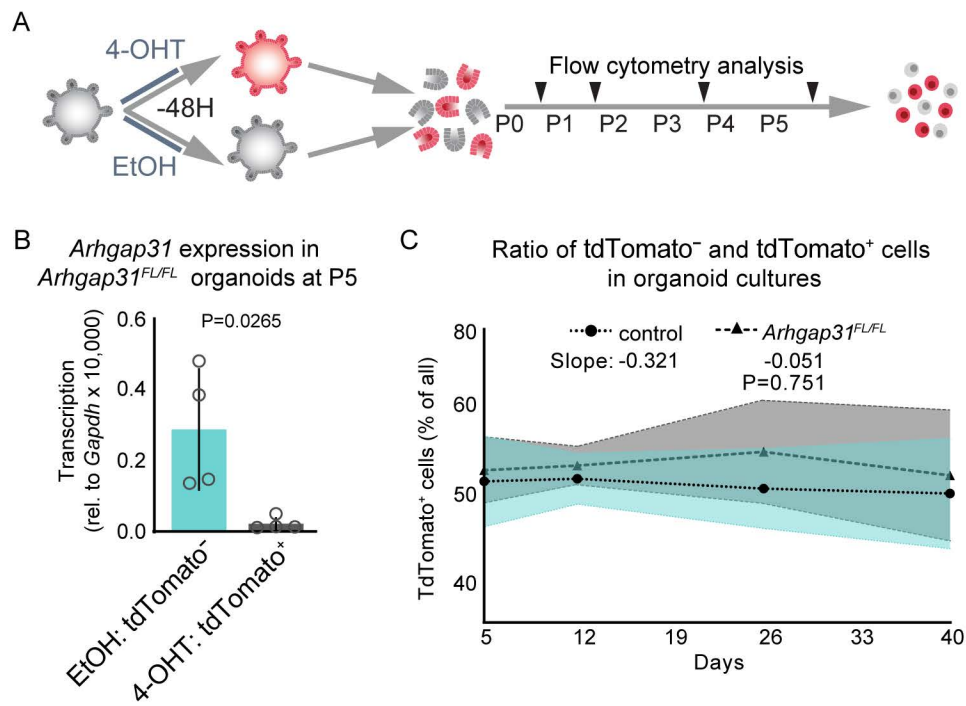 A
4-OHT
-48H
EtOH
Flow cytometry analysis
P0 P1 P2 P3 P4 P5
B
Arhgap31 expression in
Arhgap31FL/FL organoids at P5
P=0.0265
Transcription
(rel. to Gapdh x 10,000)
0.6
0.4
0.2
0.0
EtOH: tdTomato⁻
4-OHT: tdTomato⁺
C
Ratio of tdTomato⁻ and tdTomato⁺ cells
in organoid cultures
control Arhgap31FL/FL
Slope: -0.321 -0.051
P=0.751
TdTomato⁺ cells (% of all)
80
60
50
40
5 12 19 26 33 40
Days